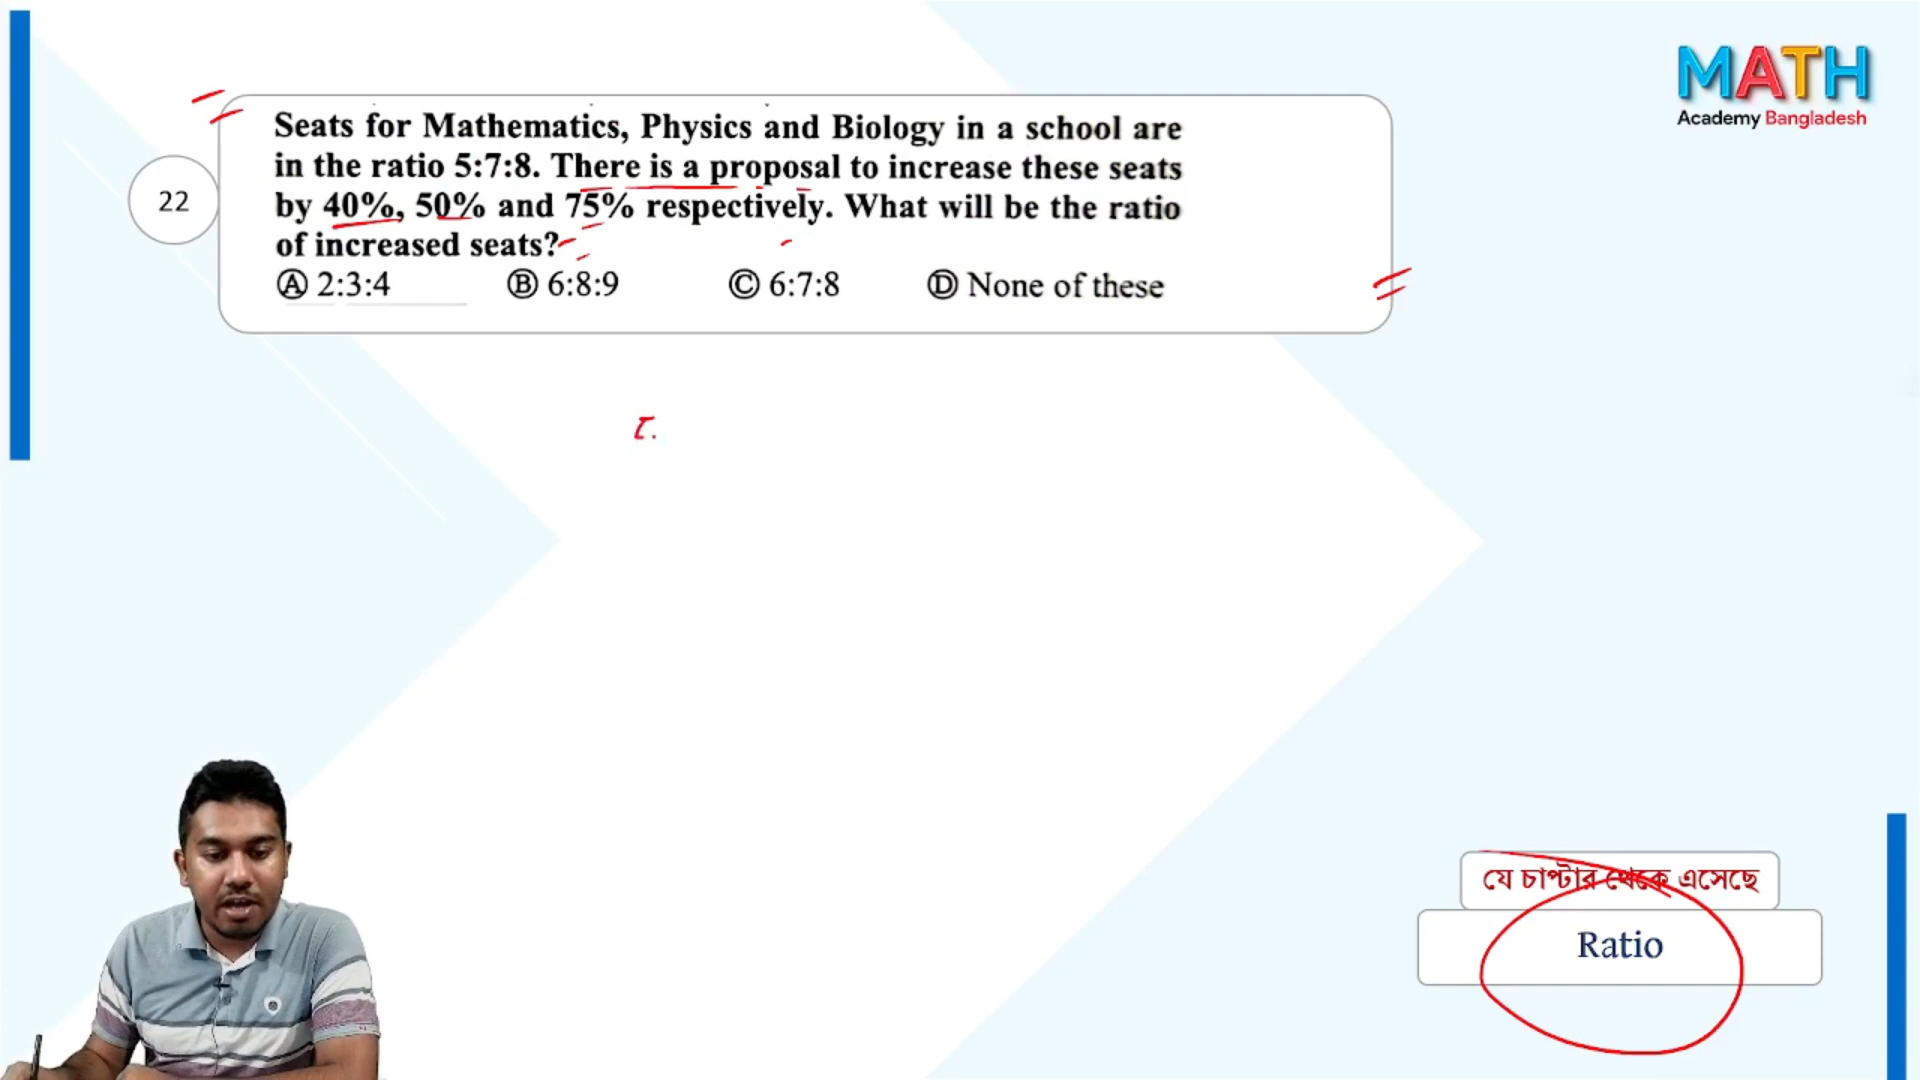 MATH
Academy Bangladesh
22
Seats for Mathematics, Physics and Biology in a school are
in the ratio 5:7:8. There is a proposal to increase these seats
by 40%, 50% and 75% respectively. What will be the ratio
of increased seats?
Ⓐ 2:3:4 Ⓑ 6:8:9 Ⓒ 6:7:8 Ⓓ None of these
যে চাপ্টার থেকে এসেছে
Ratio